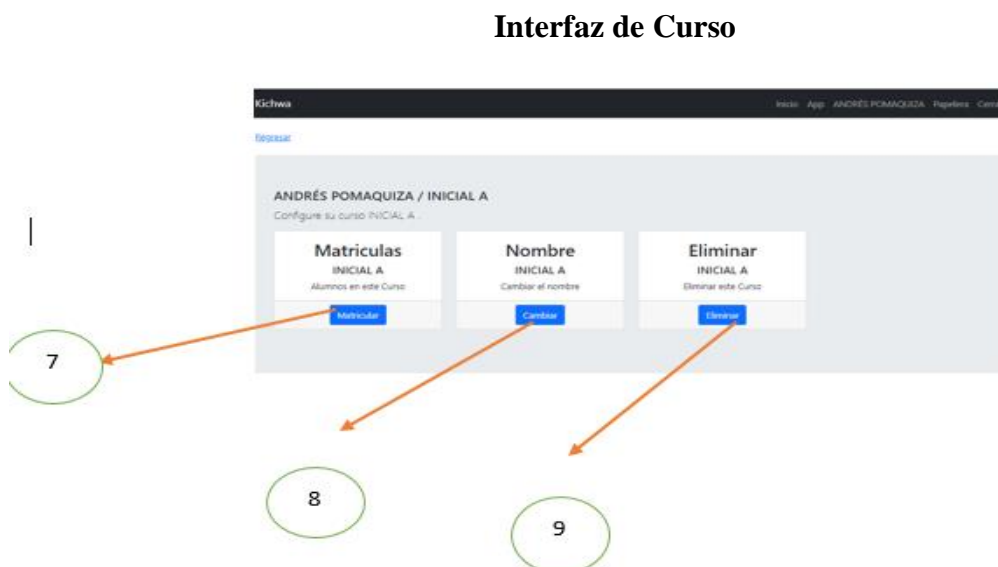 Interfaz de Curso
Kichwa
Inicio App ANDRÉS POMAQUIZA Papelera
Regresar
ANDRÉS POMAQUIZA / INICIAL A
Configure su curso INICIAL A .
Matriculas
INICIAL A
Alumnos en este Curso
Matricular
Nombre
INICIAL A
Cambiar el nombre
Cambiar
Eliminar
INICIAL A
Eliminar este Curso
Eliminar
7
8
9